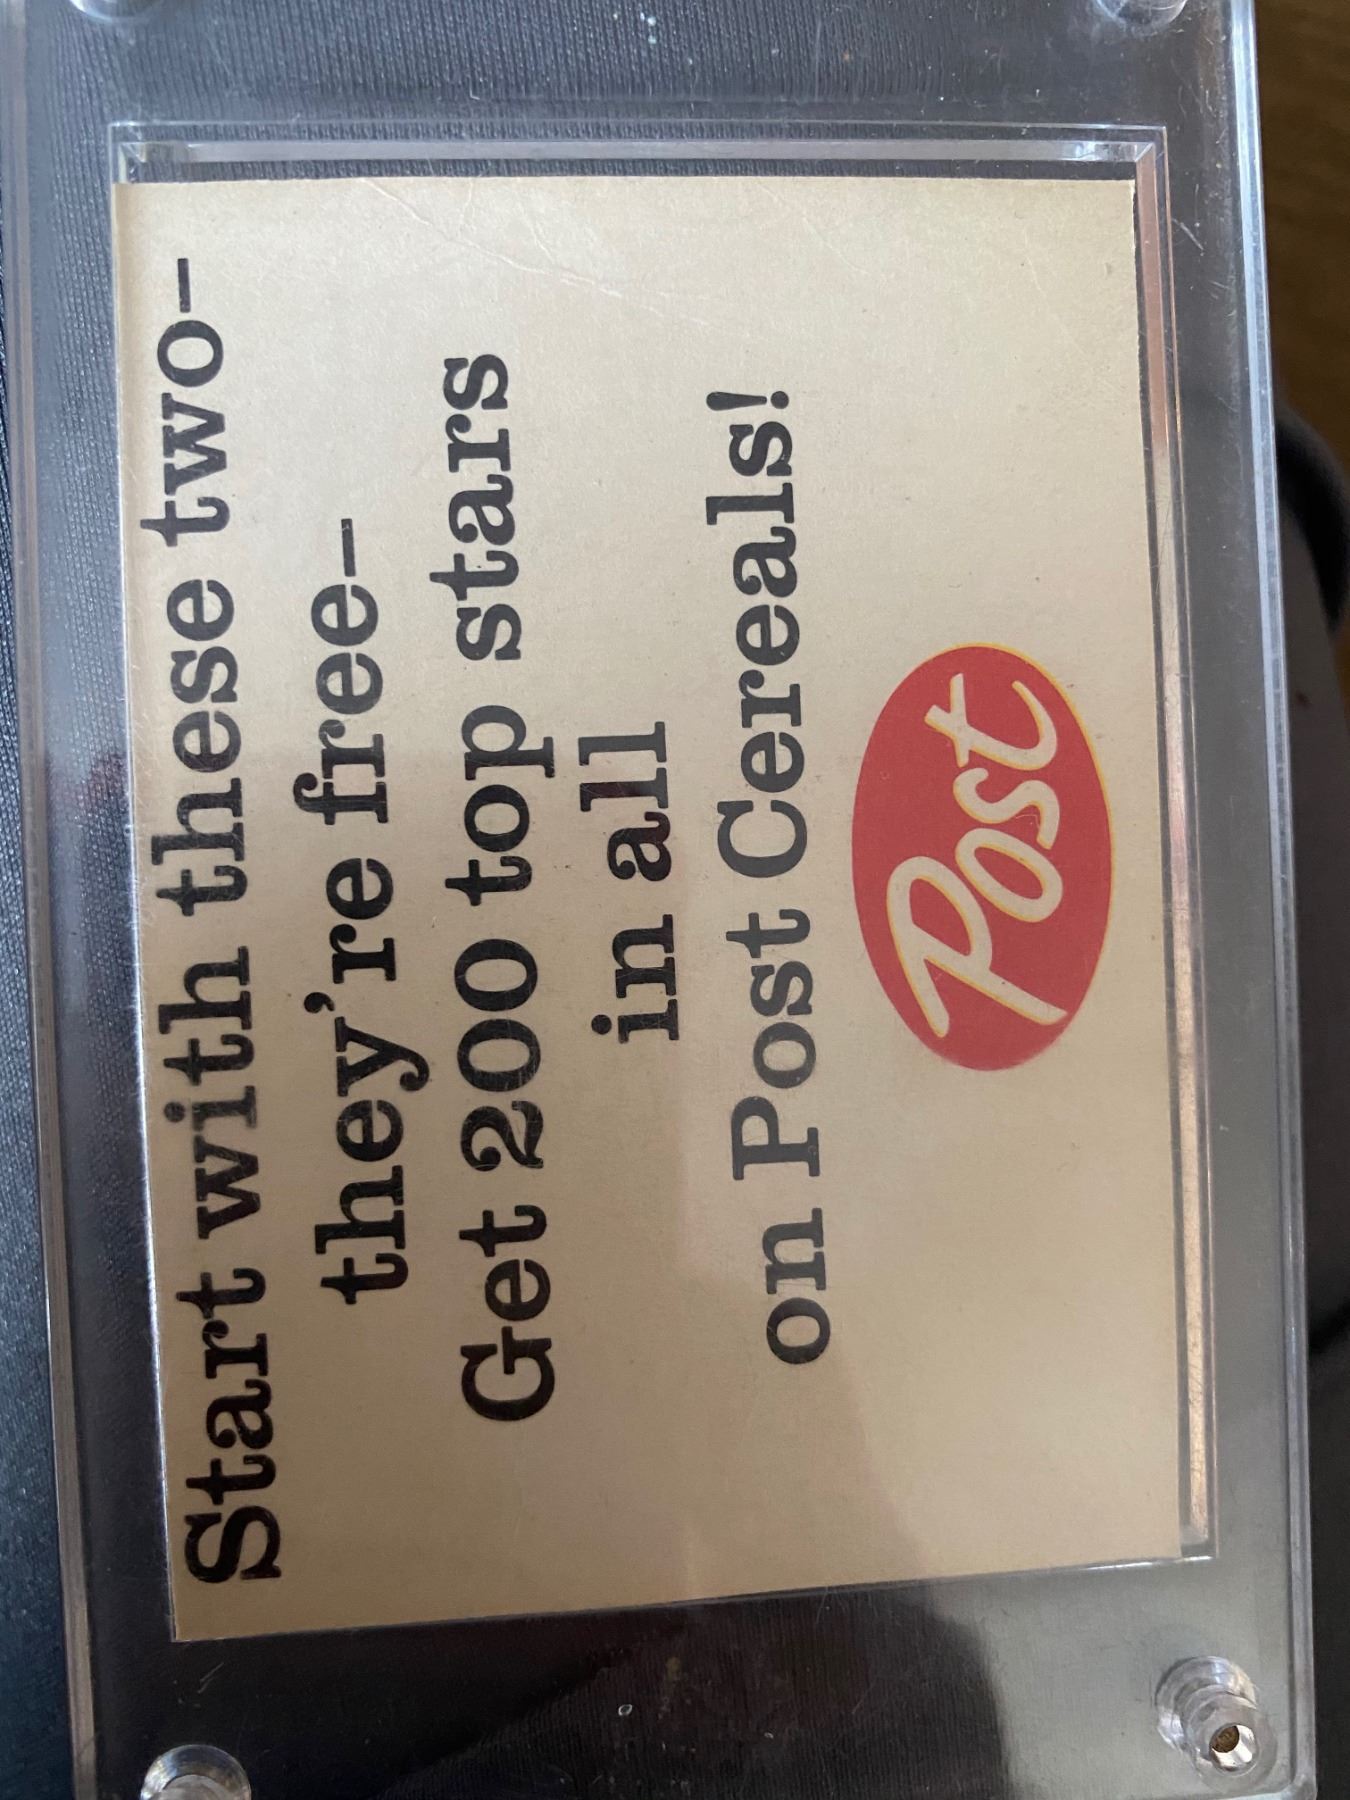 Start with these two–
they're free–
Get 200 top stars
in all
on Post Cereals!
Post